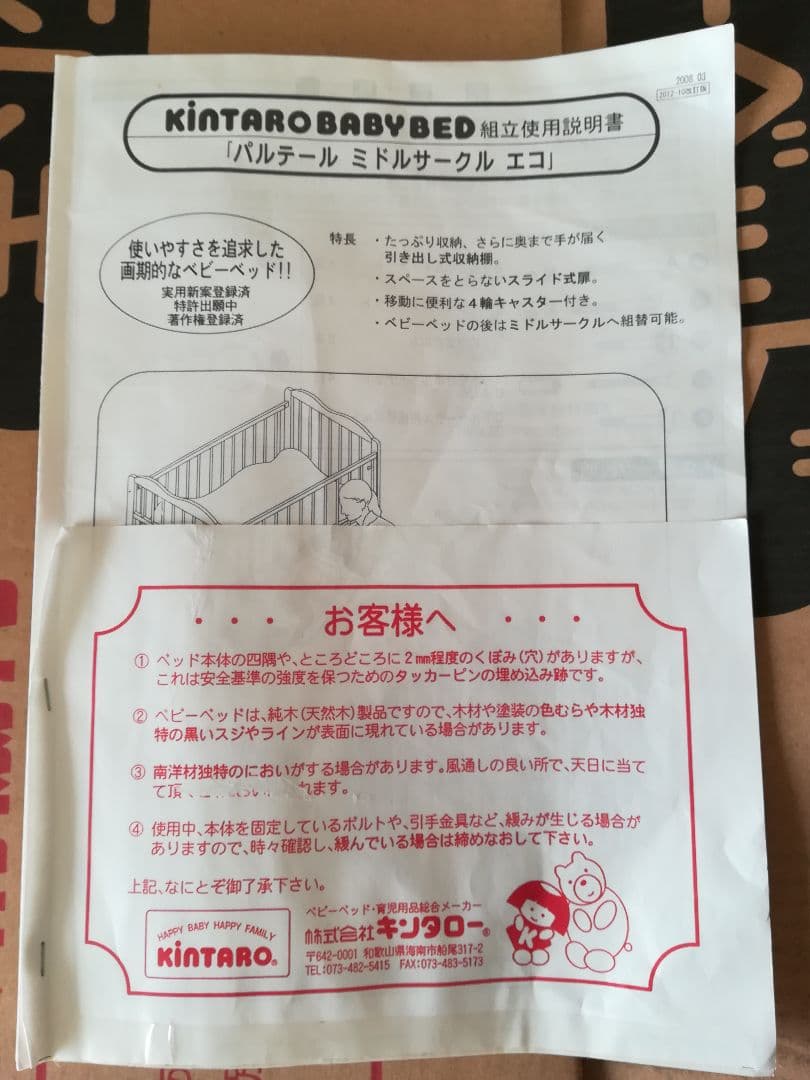 2008.03
2012.10改訂版
KiNTARO BABY BED 組立使用説明書
「パルテール ミドルサークル エコ」
使いやすさを追求した
画期的なベビーベッド!!
実用新案登録済
特許出願中
著作権登録済
特長 ・たっぷり収納、さらに奥まで手が届く
引き出し式収納棚。
・スペースをとらないスライド式扉。
・移動に便利な4輪キャスター付き。
・ベビーベッドの後はミドルサークルへ組替可能。
・・・ お客様へ ・・・
① ベッド本体の四隅や、ところどころに2㎜程度のくぼみ(穴)がありますが、
これは安全基準の強度を保つためのタッカーピンの埋め込み跡です。
② ベビーベッドは、純木(天然木)製品ですので、木材や塗装の色むらや木材独
特の黒いスジやラインが表面に現れている場合があります。
③ 南洋材独特のにおいがする場合があります。風通しの良い所で、天日に当て
て頂 れます。
④ 使用中、本体を固定しているボルトや、引手金具など、緩みが生じる場合が
ありますので、時々確認し、緩んでいる場合は締めなおして下さい。
上記、なにとぞ御了承下さい。
HAPPY BABY HAPPY FAMILY
KiNTARO®
ベビーベッド・育児用品総合メーカー
株式会社 キンタロー®
〒642-0001 和歌山県海南市船尾317-2
TEL:073-482-5415 FAX:073-483-5173
K